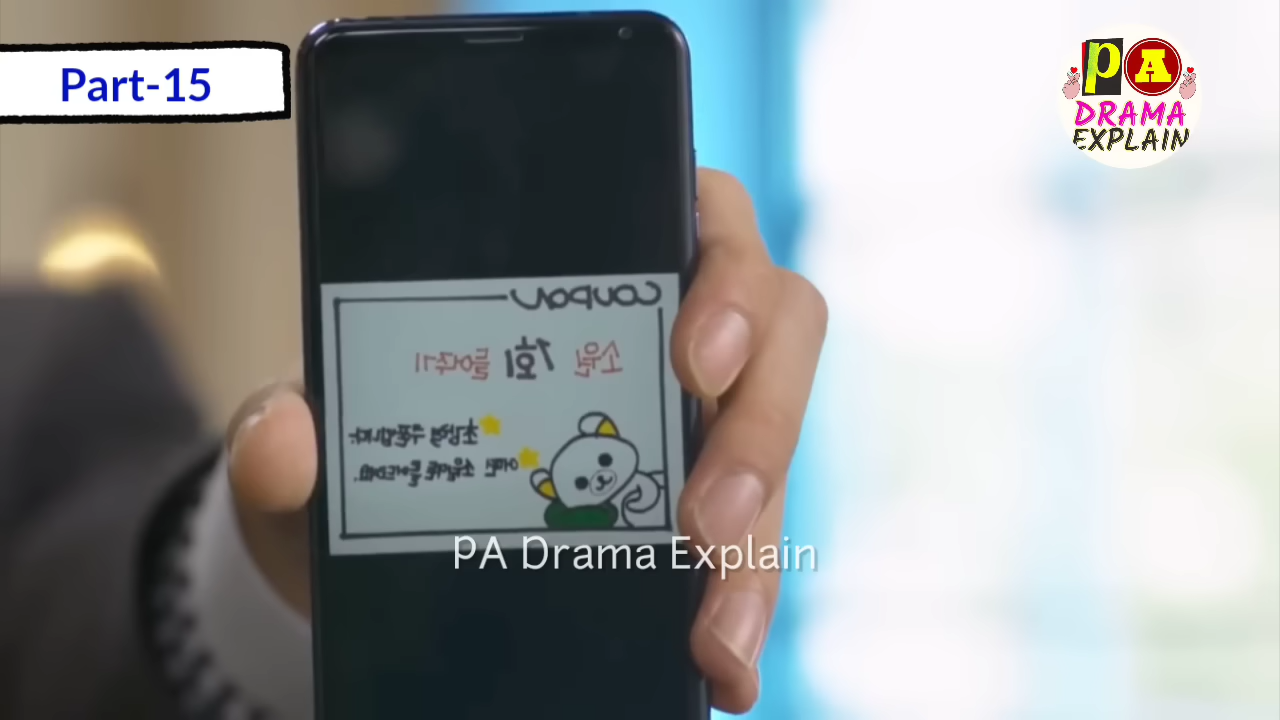 Part-15
PA
DRAMA
EXPLAIN
coupon
소원 1회 들어주기
PA Drama Explain